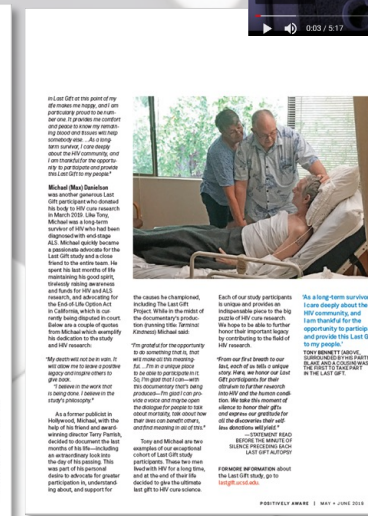 0:03 / 5:17
in Last Gift at this point of my
life makes me happy, and I am
particularly proud to be num-
ber one. It provides me comfort
and peace to know my remain-
ing blood and tissues will help
somebody else. ...As a long-
term survivor, I care deeply
about the HIV community, and
I am thankful for the opportu-
nity to participate and provide
this Last Gift to my people."
Michael (Max) Danielson
was another generous Last
Gift participant who donated
his body to HIV cure research
in March 2019. Like Tony,
Michael was a long-term
survivor of HIV who had been
diagnosed with end-stage
ALS. Michael quickly became
a passionate advocate for the
Last Gift study and a close
friend to the entire team. He
spent his last months of life
maintaining his good spirit,
tirelessly raising awareness
and funds for HIV and ALS
research, and advocating for
the End-of-Life Option Act
in California, which is cur-
rently being disputed in court.
Below are a couple of quotes
from Michael which exemplify
his dedication to the study
and HIV research:
"My death will not be in vain. It
will allow me to leave a positive
legacy and inspire others to
give back.
"I believe in the work that
is being done. I believe in the
study's philosophy."
As a former publicist in
Hollywood, Michael, with the
help of his friend and award-
winning director Terry Parrish,
decided to document the last
months of his life—including
an extraordinary look into
the day of his passing. This
was part of his personal
desire to advocate for greater
participation in, understand-
ing about, and support for
the causes he championed,
including The Last Gift
Project. While in the midst of
the documentary's produc-
tion (running title: Terminal
Kindness) Michael said:
"I'm grateful for the opportunity
to do something that is, that
will make all this meaning-
ful. ...I'm in a unique place
to be able to participate in it.
So, I'm glad that I can—with
this documentary that's being
produced—I'm glad I can pro-
vide a voice and maybe open
the dialogue for people to talk
about mortality, talk about how
their lives can benefit others,
and find meaning in all of this."
Tony and Michael are two
examples of our exceptional
cohort of Last Gift study
participants. These two men
lived with HIV for a long time,
and at the end of their life
decided to give the ultimate
last gift to HIV cure science.
Each of our study participants
is unique and provides an
indispensable piece to the big
puzzle of HIV cure research.
We hope to be able to further
honor their important legacy
by contributing to the field of
HIV research.
"From our first breath to our
last, each of us tells a unique
story. Here, we honor our Last
Gift participants for their
altruism to further research
into HIV and the human condi-
tion. We take this moment of
silence to honor their gifts
and express our gratitude for
all the discoveries their self-
less donations will yield."
—STATEMENT READ
BEFORE THE MINUTE OF
SILENCE PRECEDING EACH
LAST GIFT AUTOPSY
FOR MORE INFORMATION about
the Last Gift study, go to
lastgift.ucsd.edu.
'As a long-term survivor
I care deeply about the
HIV community, and
I am thankful for the
opportunity to particip
and provide this Last G
to my people.'
TONY BENNETT (ABOVE,
SURROUNDED BY HIS PARTN
BLAKE AND A COUSIN) WAS
THE FIRST TO TAKE PART
IN THE LAST GIFT.
POSITIVELY AWARE | MAY + JUNE 2019